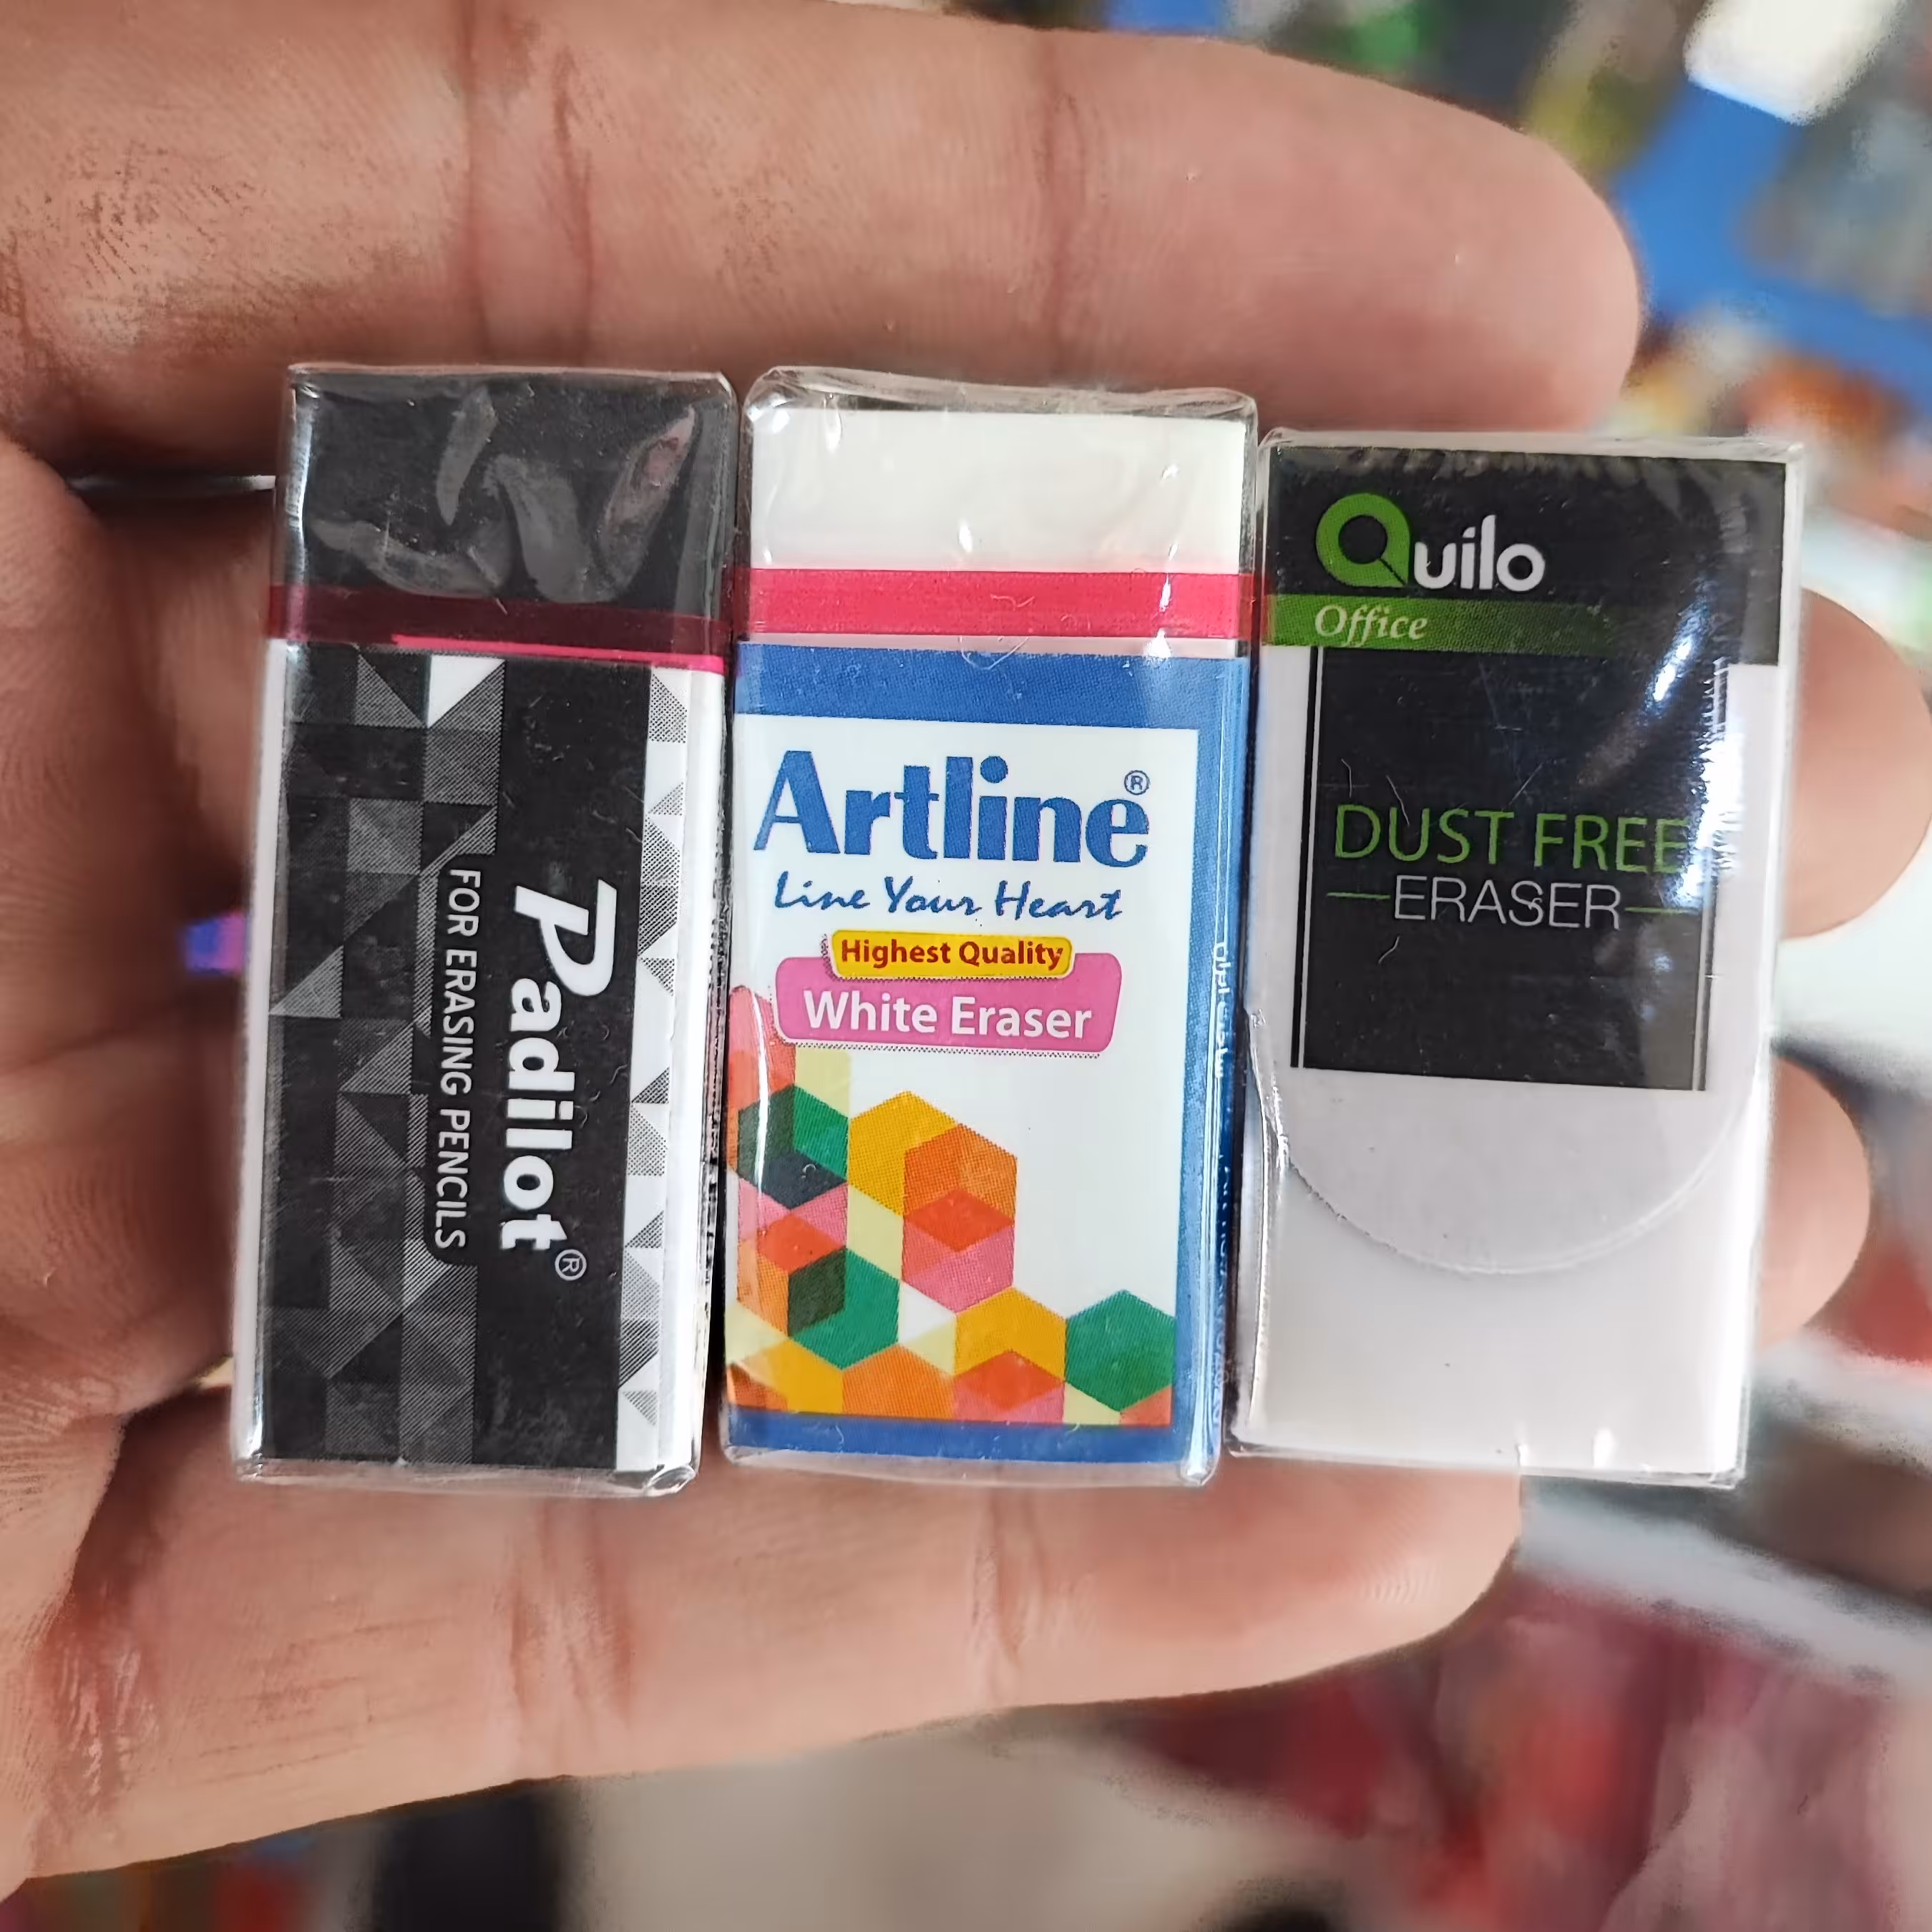 Padilot®
FOR ERASING PENCILS
Artline®
Line Your Heart
Highest Quality
White Eraser
Quilo
Office
DUST FREE
ERASER